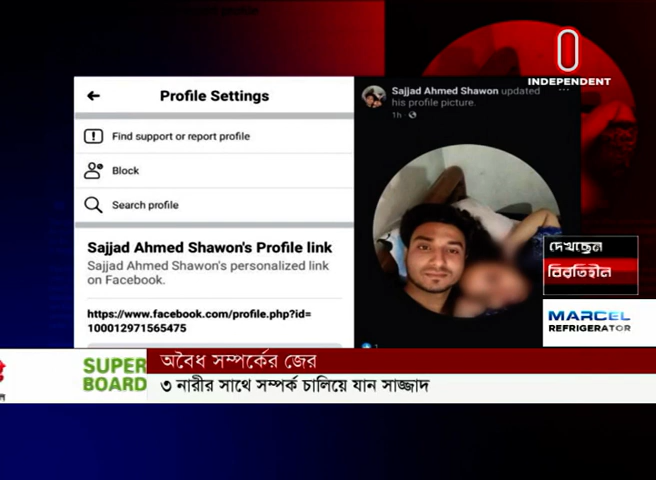 INDEPENDENT
Profile Settings
Find support or report profile
Block
Search profile
Sajjad Ahmed Shawon's Profile link
Sajjad Ahmed Shawon's personalized link
on Facebook.
https://www.facebook.com/profile.php?id=
100012971565475
Sajjad Ahmed Shawon updated
his profile picture.
1h
দেখছেন
বিরতিহীন
MARCEL
REFRIGERATOR
SUPER
BOARD
অবৈধ সম্পর্কের জের
৩ নারীর সাথে সম্পর্ক চালিয়ে যান সাজ্জাদ